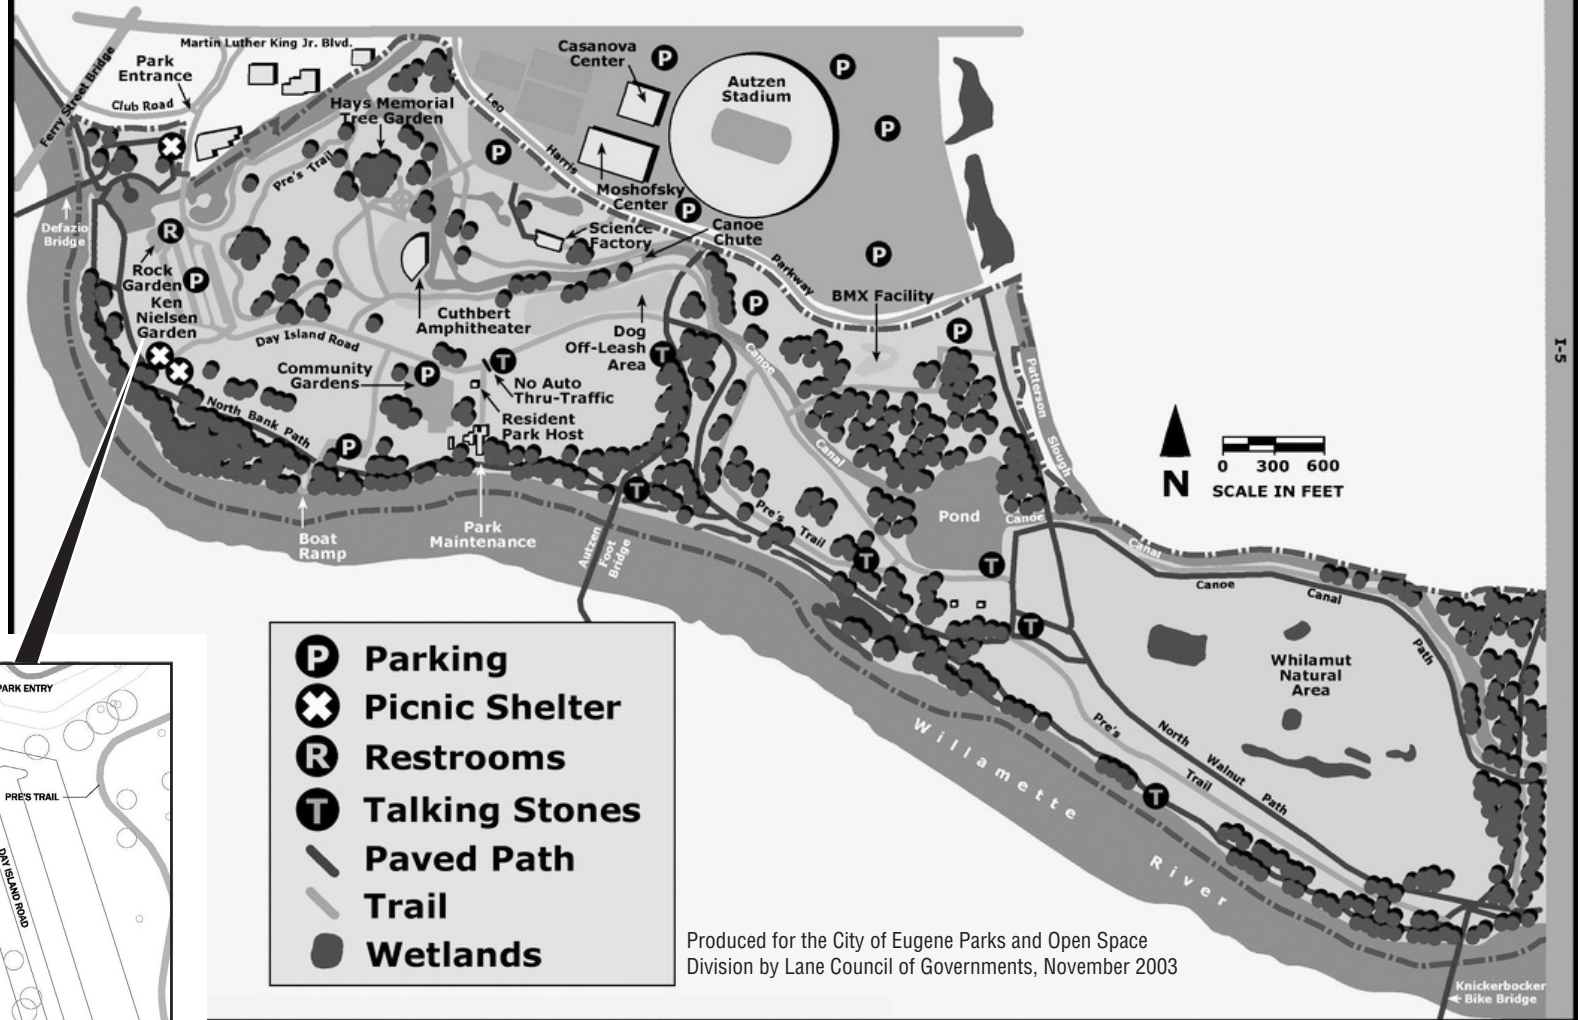 Martin Luther King Jr. Blvd.
Park
Entrance
Club Road
Ferry Street Bridge
Casanova
Center
P
P
Autzen
Stadium
P
Hays Memorial
Tree Garden
Leo
Harris
Parkway
P
Pre's Trail
Moshofsky
Center
P
Defazio
Bridge
R
Science
Factory
Canoe
Chute
P
Rock
Garden
P
Ken
Nielsen
Garden
BMX Facility
P
P
Cuthbert
Amphitheater
Dog
Off-Leash
Area
T
Day Island Road
T
Community
Gardens
P
No Auto
Thru-Traffic
Resident
Park Host
North Bank Path
P
Canoe
Canal
Patterson
Slough
I-5
N
0 300 600
SCALE IN FEET
T
Pre's
Trail
Pond
Canoe
Canal
Boat
Ramp
Park
Maintenance
Autzen
Foot
Bridge
T
T
T
Canoe
Canal
Path
Whilamut
Natural
Area
Pre's
Trail
North
Walnut
Path
T
Willamette
River
Knickerbocker
Bike Bridge
P Parking
Picnic Shelter
R Restrooms
T Talking Stones
Paved Path
Trail
Wetlands
PARK ENTRY
PRE'S TRAIL
DAY ISLAND ROAD
Produced for the City of Eugene Parks and Open Space
Division by Lane Council of Governments, November 2003